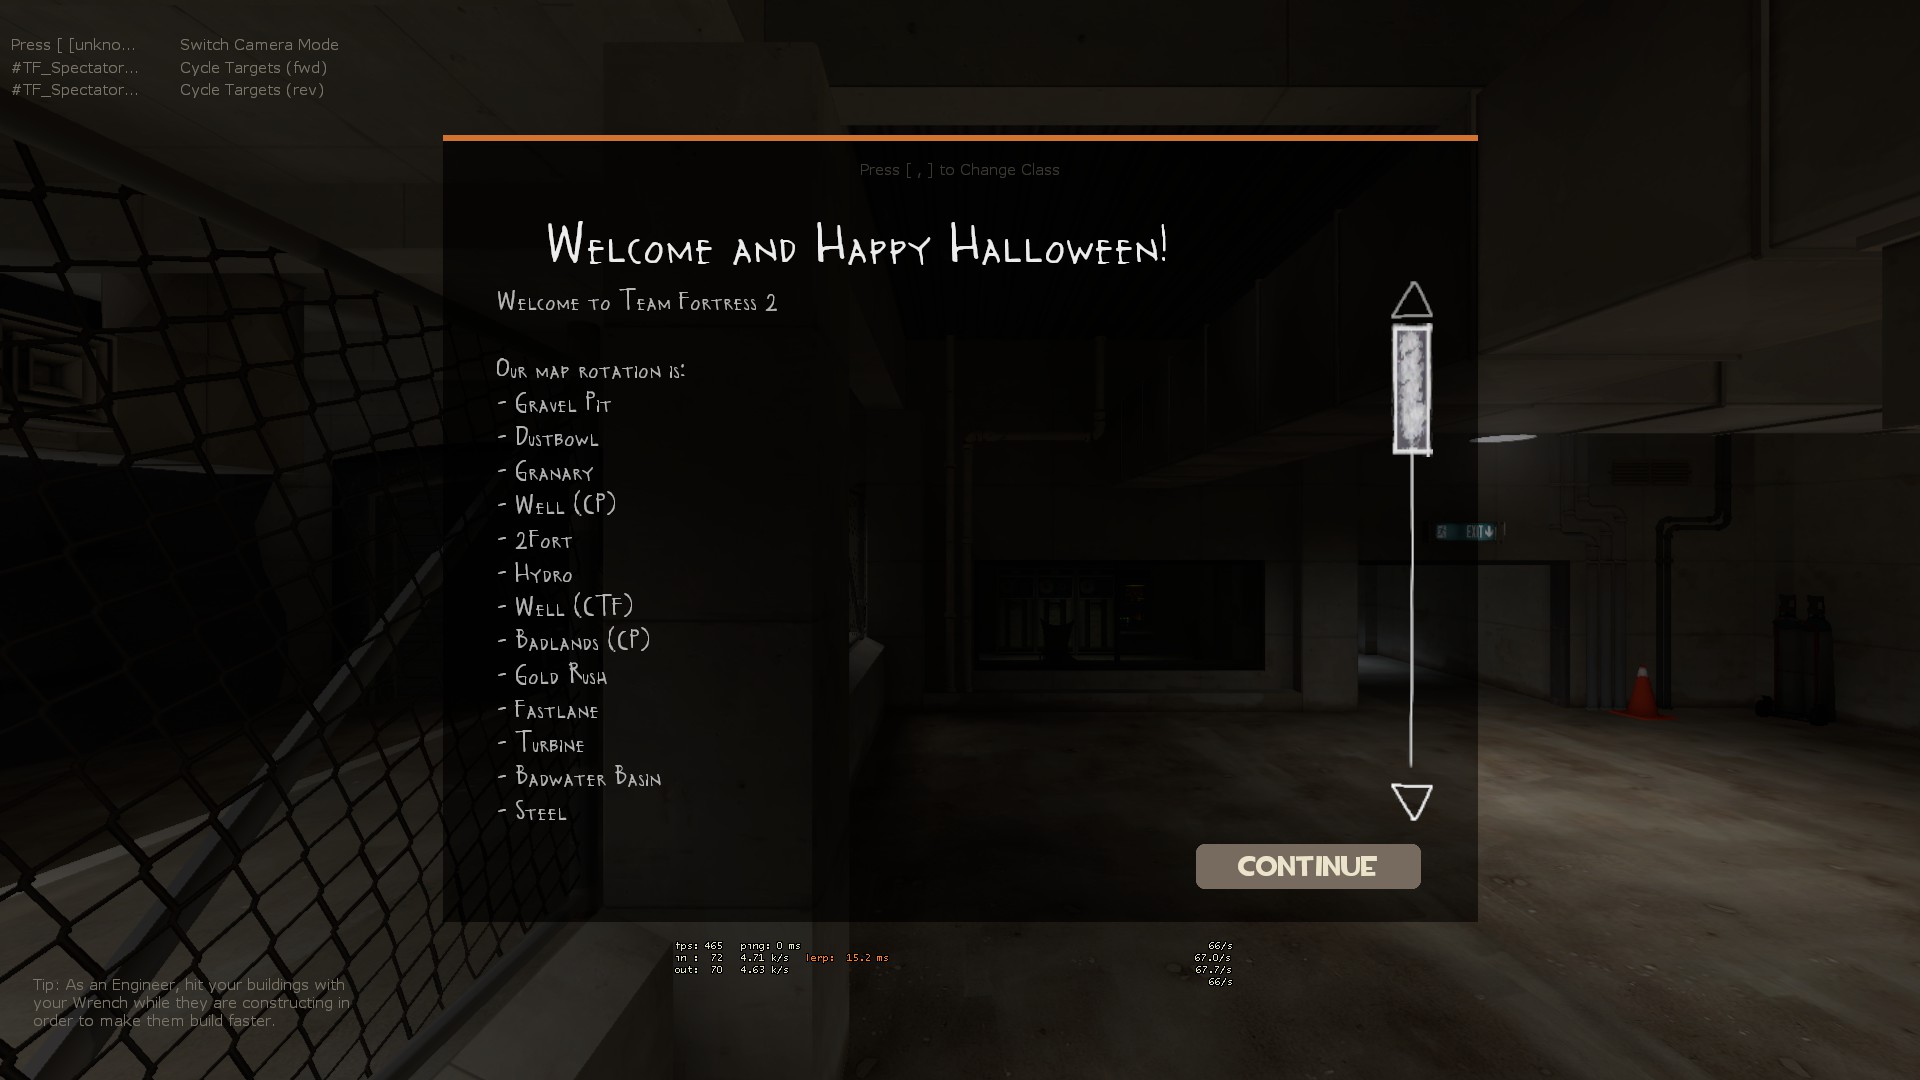 Press [ [unkno... Switch Camera Mode
#TF_Spectator... Cycle Targets (fwd)
#TF_Spectator... Cycle Targets (rev)
Press [ , ] to Change Class
Welcome and Happy Halloween!
Welcome to Team Fortress 2
Our map rotation is:
- Gravel Pit
- Dustbowl
- Granary
- Well (CP)
- 2Fort
- Hydro
- Well (CTF)
- Badlands (CP)
- Gold Rush
- Fastlane
- Turbine
- Badwater Basin
- Steel
EXIT
CONTINUE
fps: 465 ping: 0 ms 66/s
in : 72 4.71 k/s lerp: 15.2 ms 67.0/s
out: 70 4.63 k/s 67.7/s
66/s
Tip: As an Engineer, hit your buildings with
your Wrench while they are constructing in
order to make them build faster.